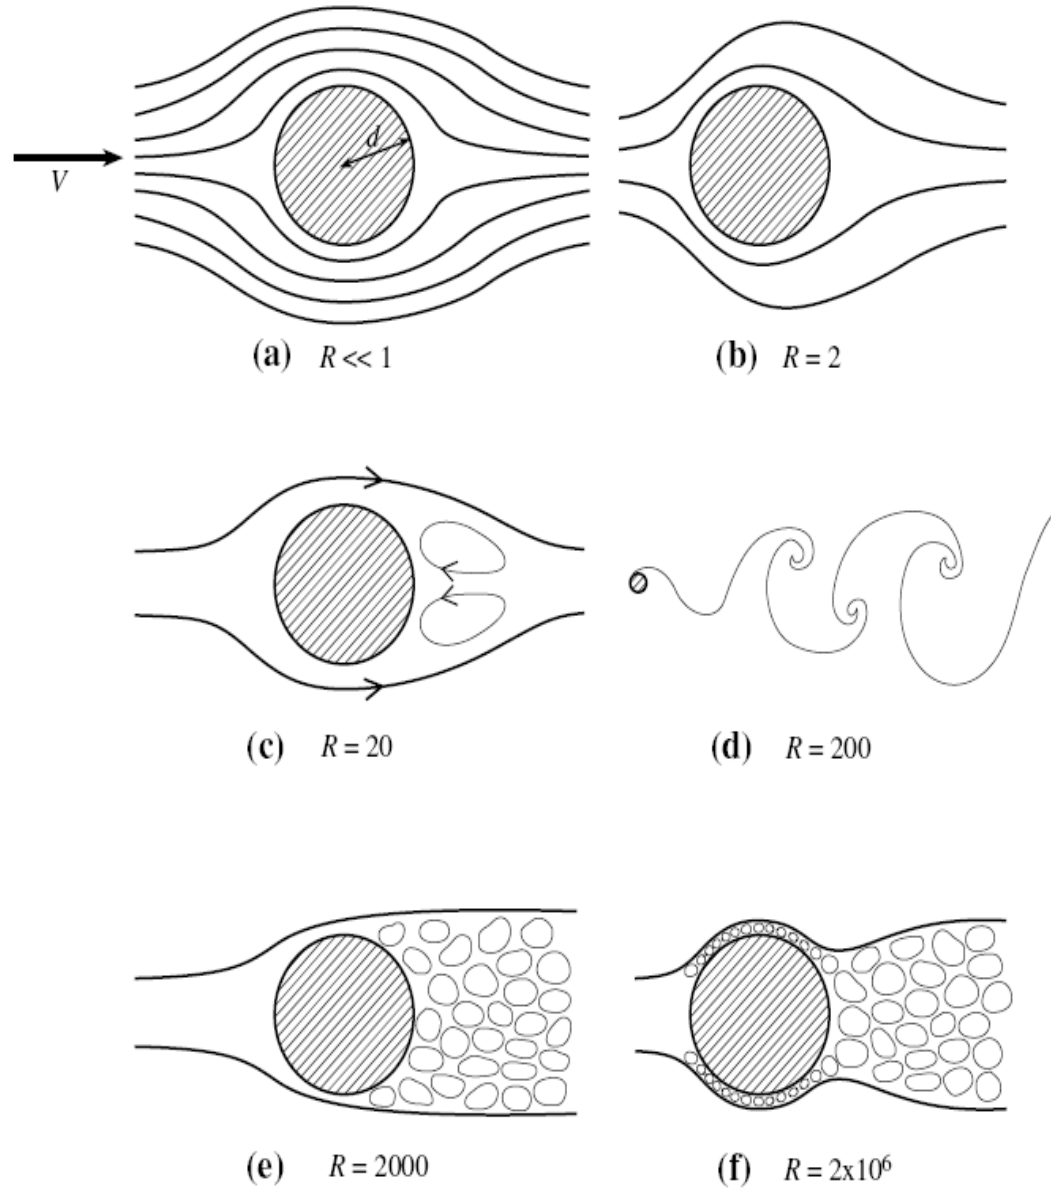 d
V
(a) R << 1
(b) R = 2
(c) R = 20
(d) R = 200
(e) R = 2000
(f) R = 2x10⁶